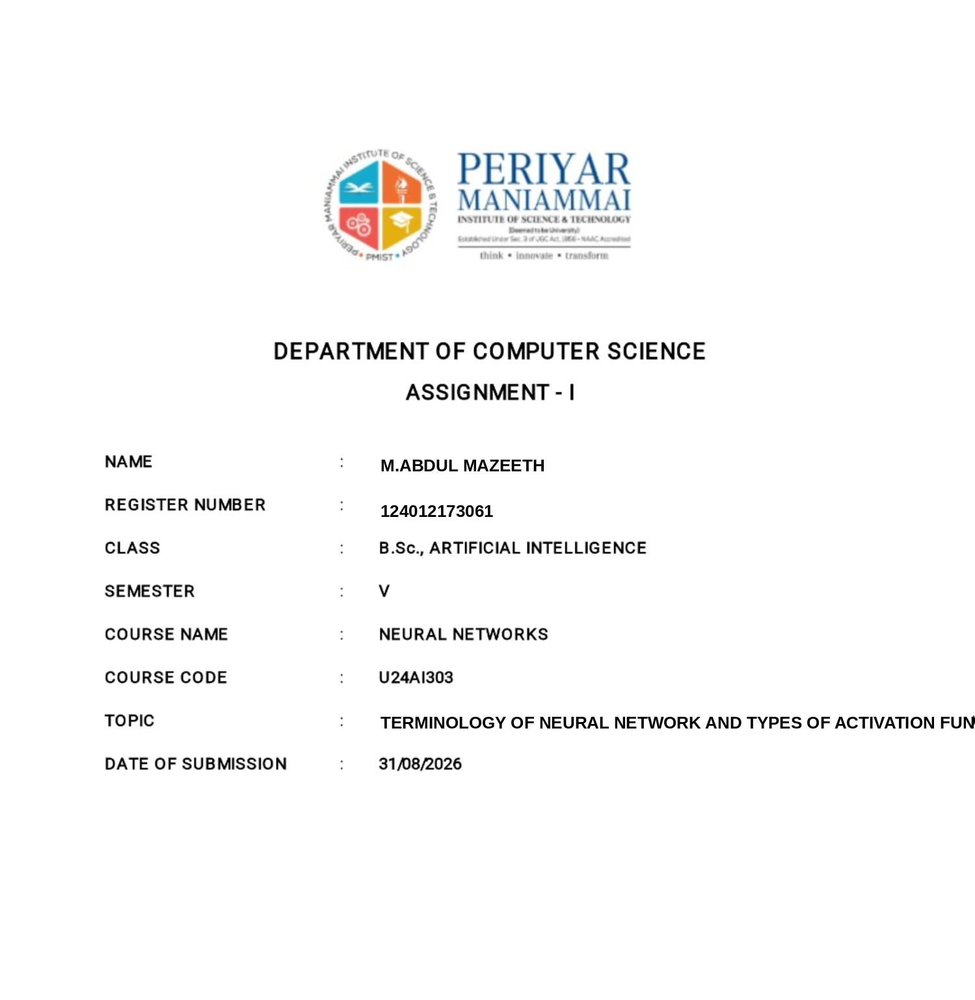 PERIYAR MANIAMMAI INSTITUTE OF SCIENCE & TECHNOLOGY
• PMIST •
PERIYAR
MANIAMMAI
INSTITUTE OF SCIENCE & TECHNOLOGY
(Deemed to be University)
Established Under Sec. 3 of UGC Act, 1956 • NAAC Accredited
think • innovate • transform
DEPARTMENT OF COMPUTER SCIENCE
ASSIGNMENT - I
NAME : M.ABDUL MAZEETH
REGISTER NUMBER : 124012173061
CLASS : B.Sc., ARTIFICIAL INTELLIGENCE
SEMESTER : V
COURSE NAME : NEURAL NETWORKS
COURSE CODE : U24AI303
TOPIC : TERMINOLOGY OF NEURAL NETWORK AND TYPES OF ACTIVATION FUN
DATE OF SUBMISSION : 31/08/2026